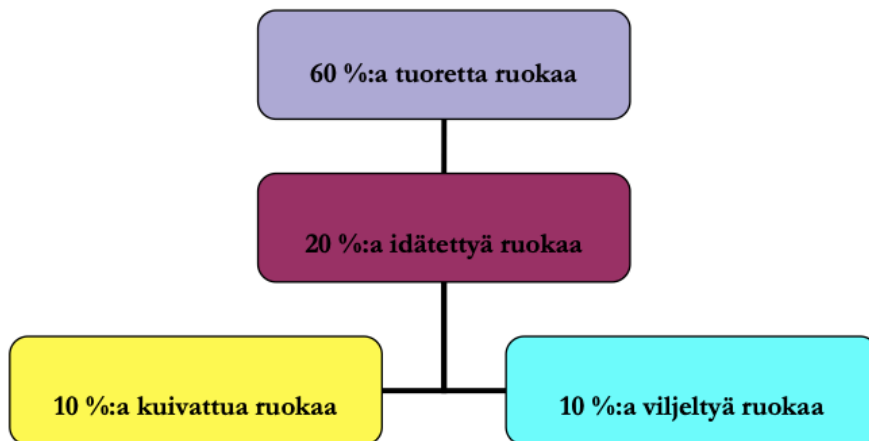 60 %:a tuoretta ruokaa
20 %:a idätettyä ruokaa
10 %:a kuivattua ruokaa
10 %:a viljeltyä ruokaa